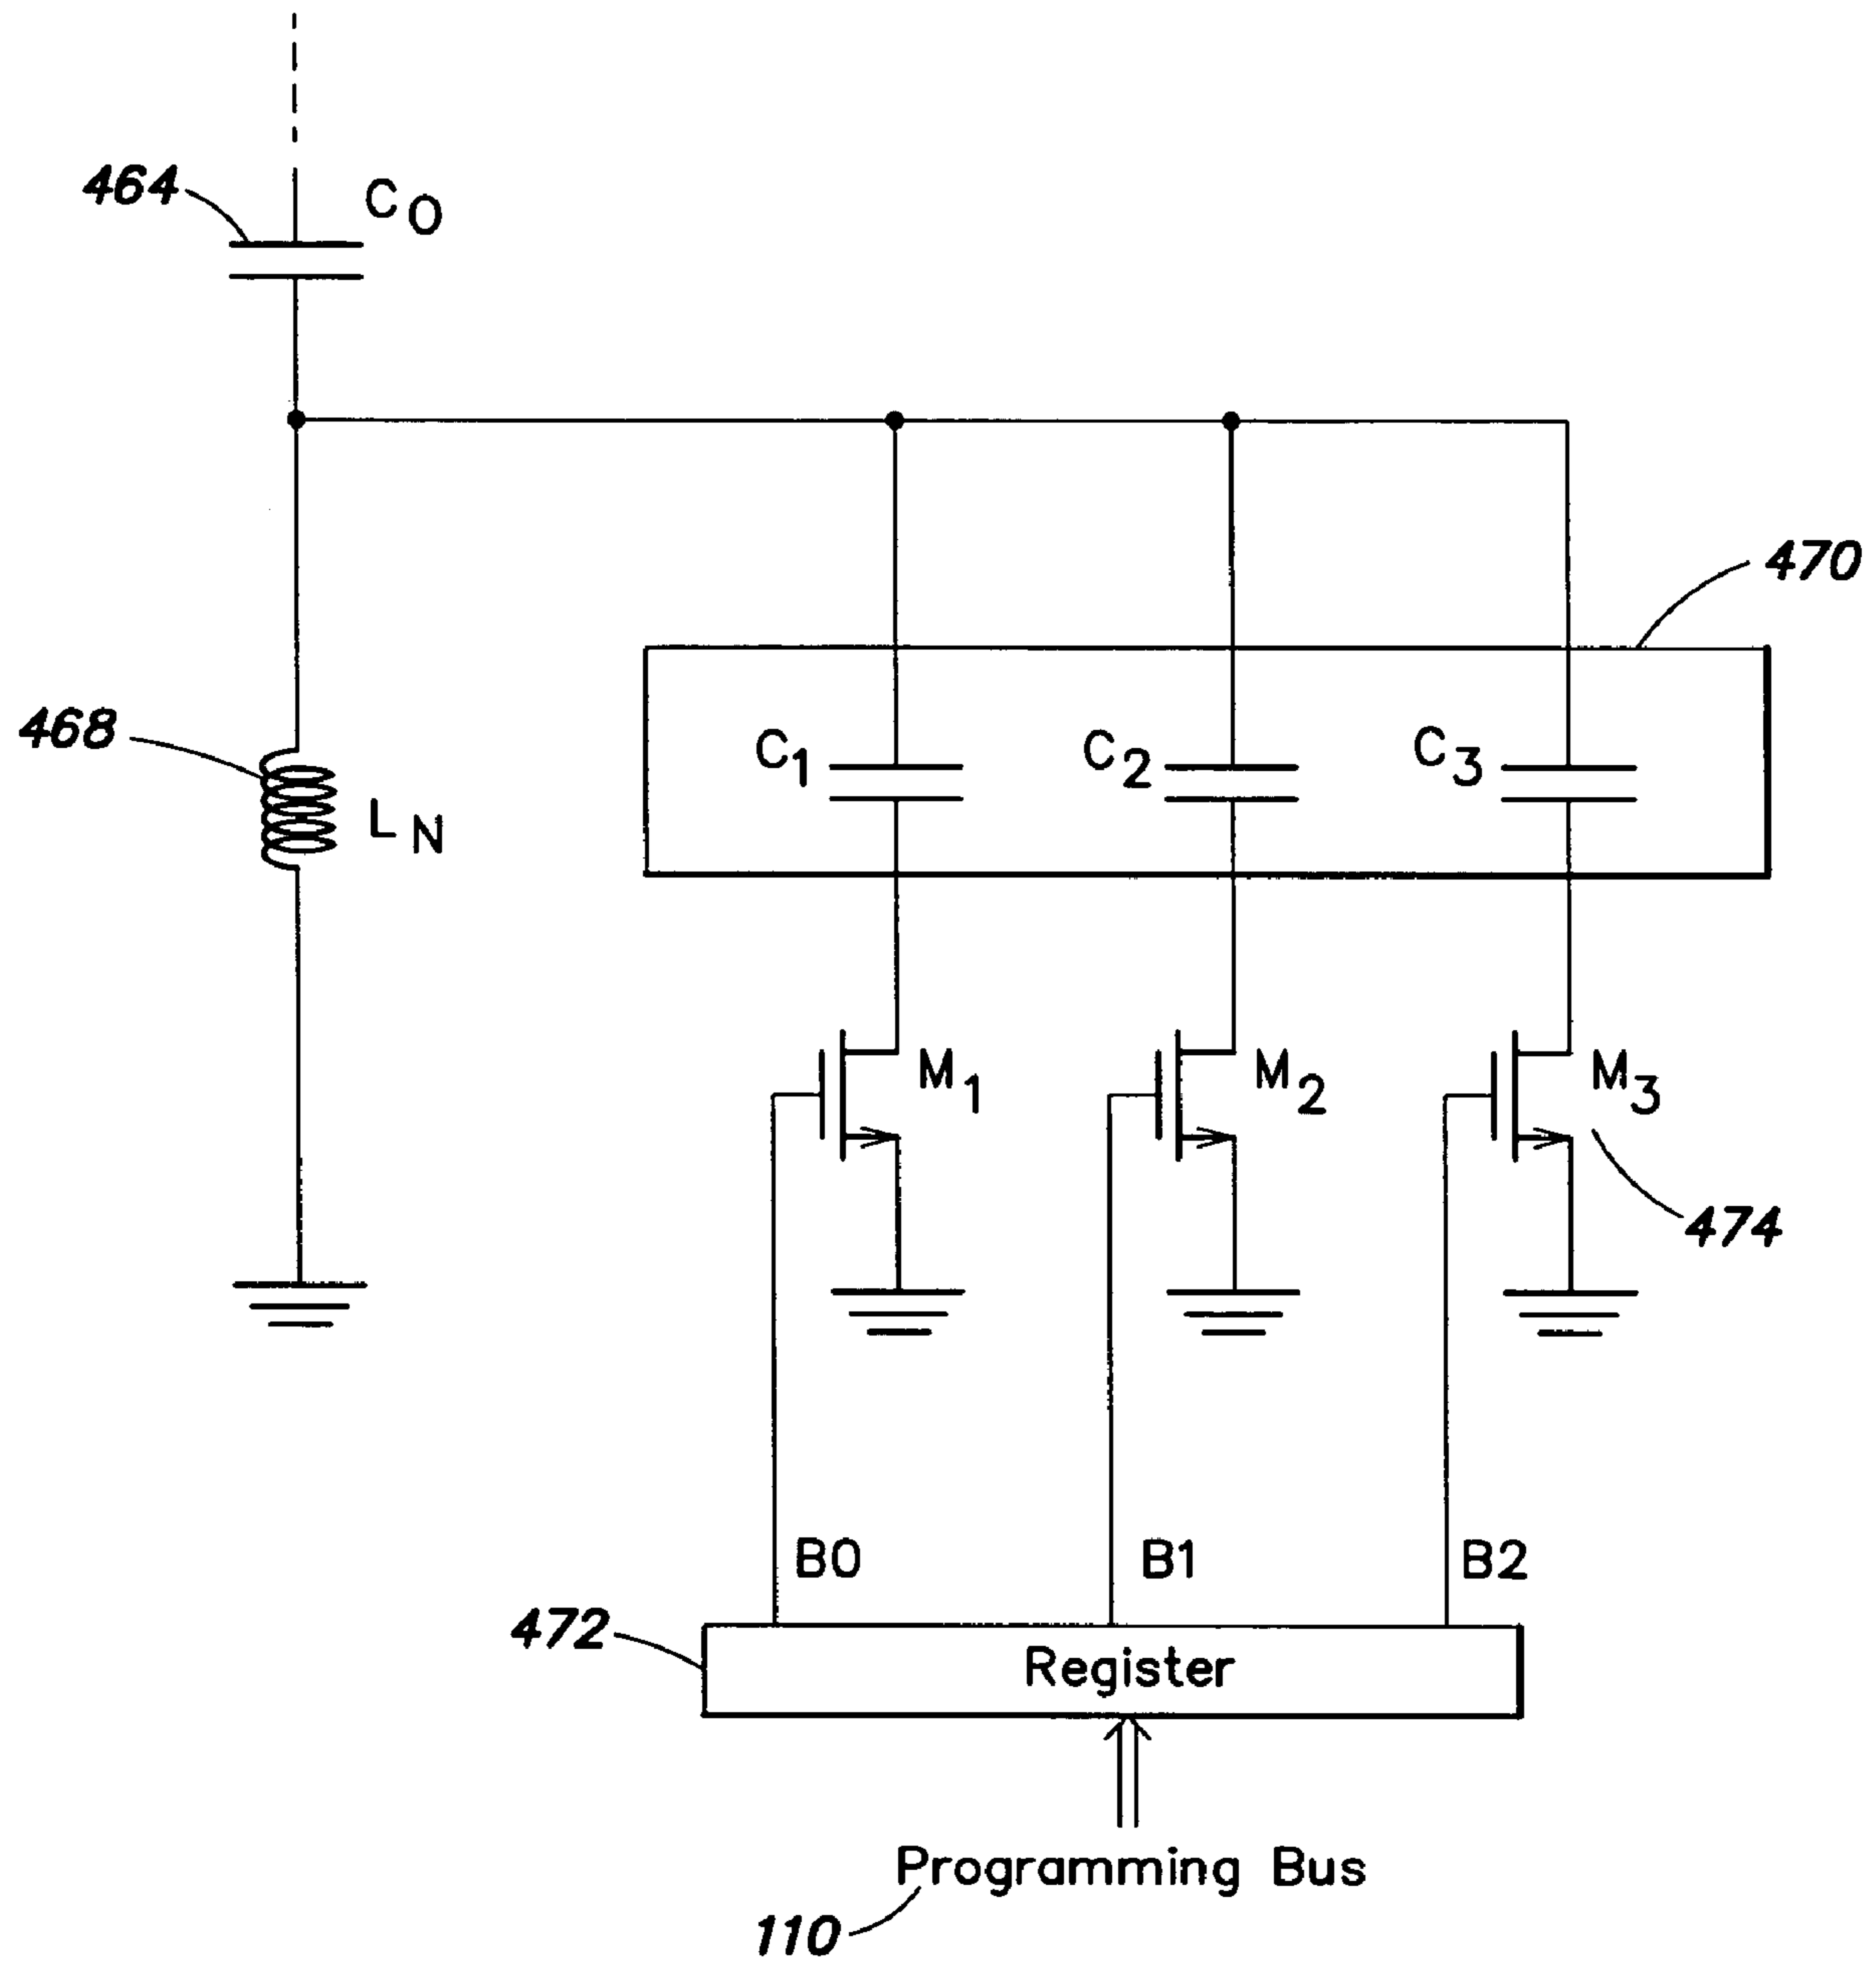 464
C0
470
468
LN
C1
C2
C3
M1
M2
M3
474
B0
B1
B2
472
Register
Programming Bus
110